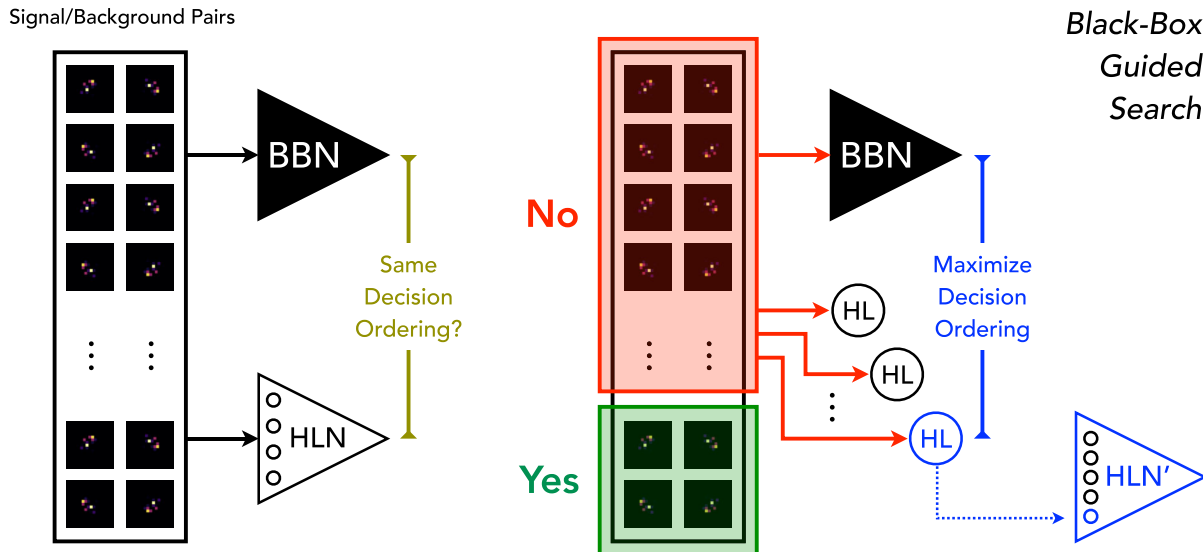 Signal/Background Pairs
BBN
Same
Decision
Ordering?
HLN
No
Yes
BBN
HL
HL
HL
Maximize
Decision
Ordering
HLN’
Black-Box
Guided
Search